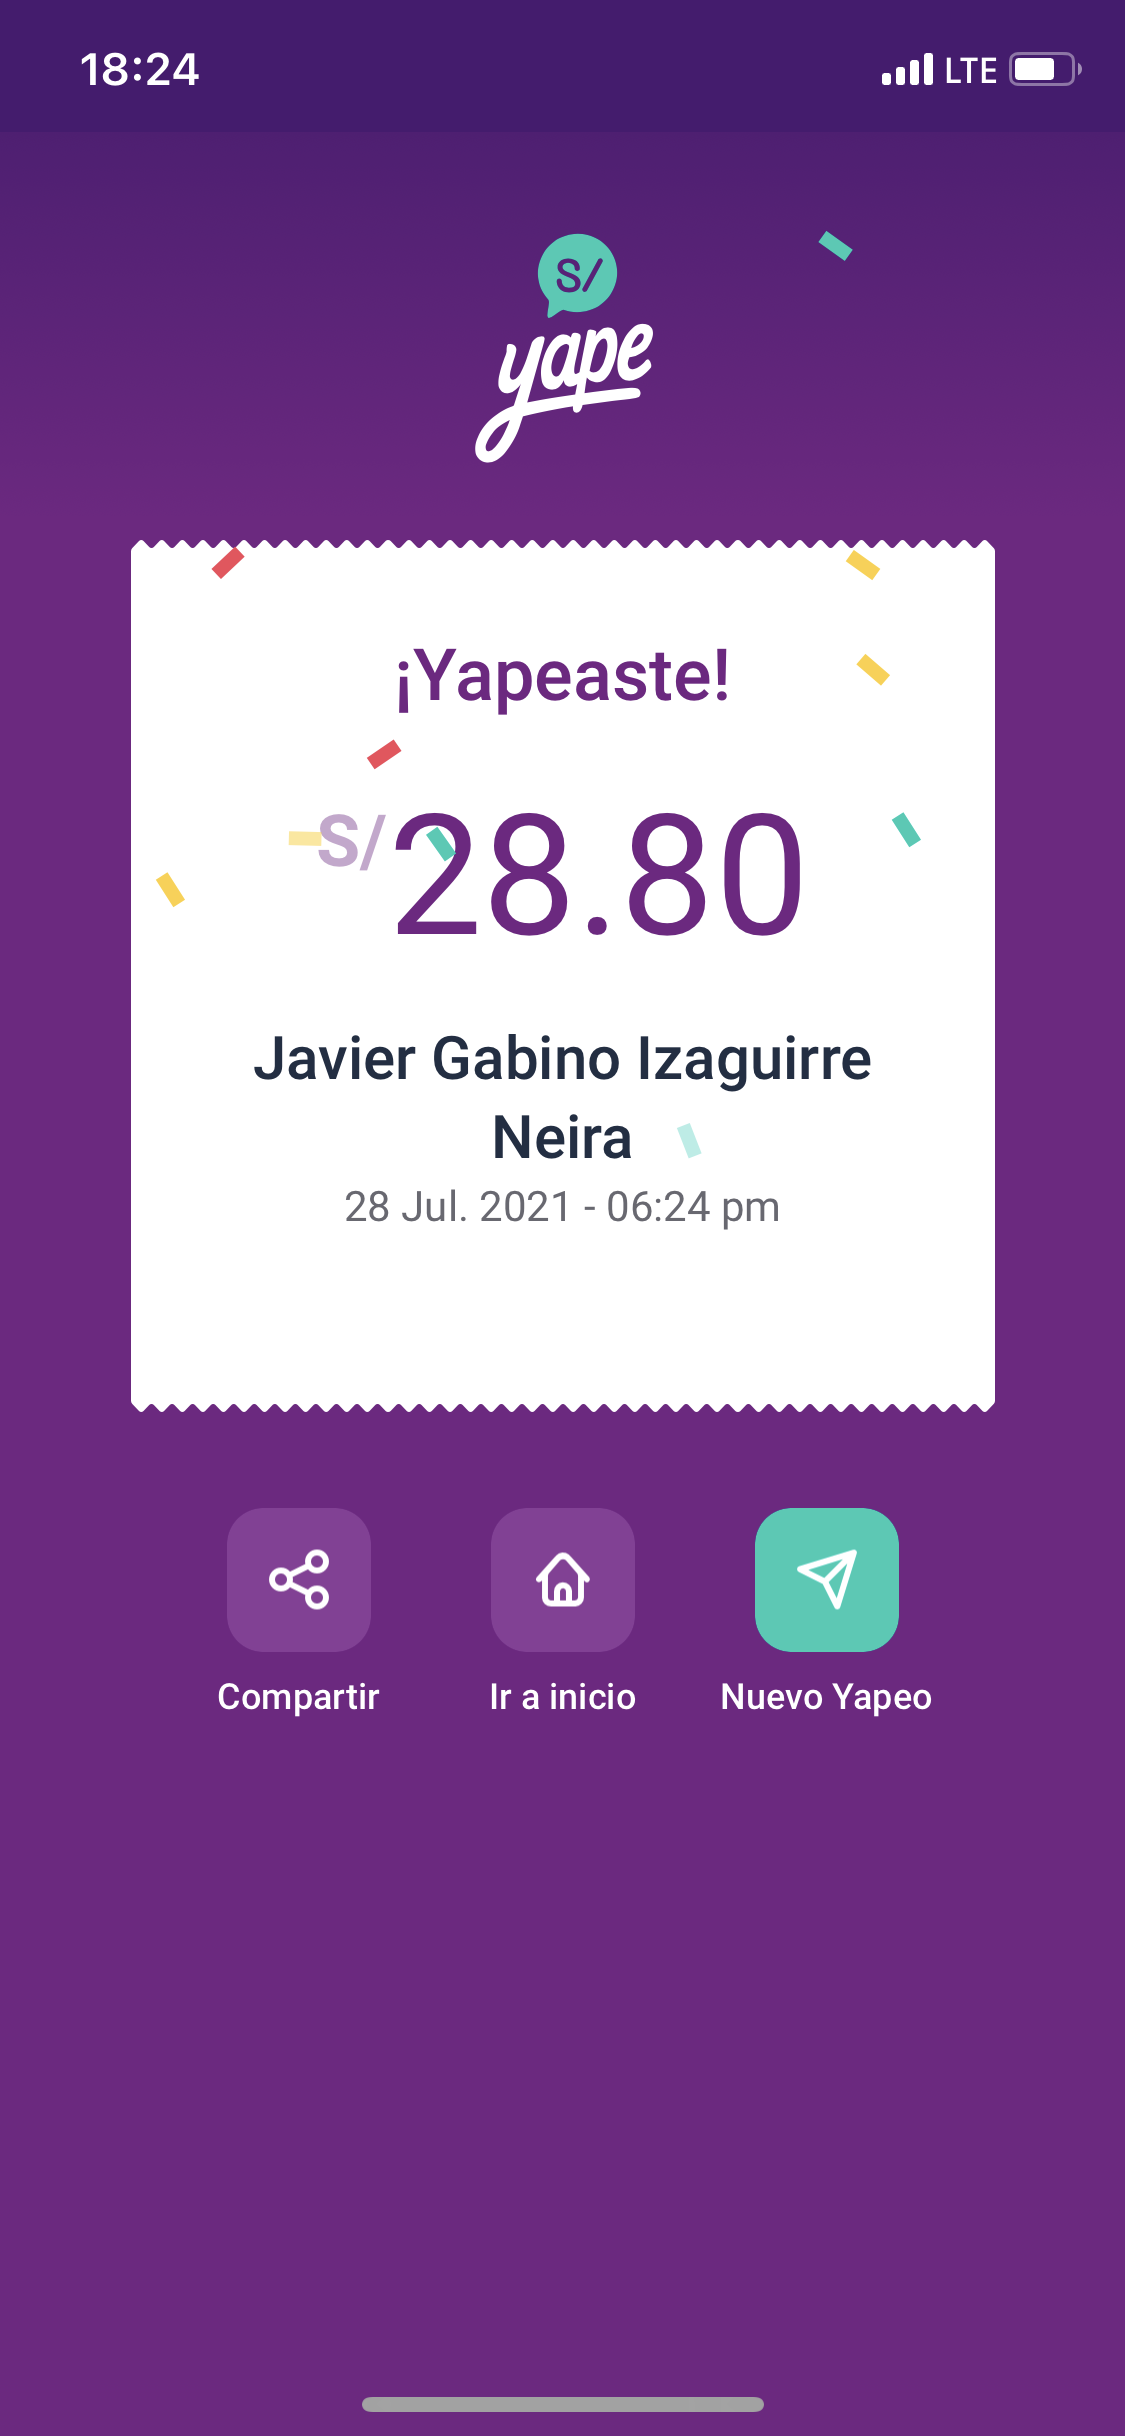 18:24
LTE
S/
yape
¡Yapeaste!
S/28.80
Javier Gabino Izaguirre
Neira
28 Jul. 2021 - 06:24 pm
Compartir
Ir a inicio
Nuevo Yapeo